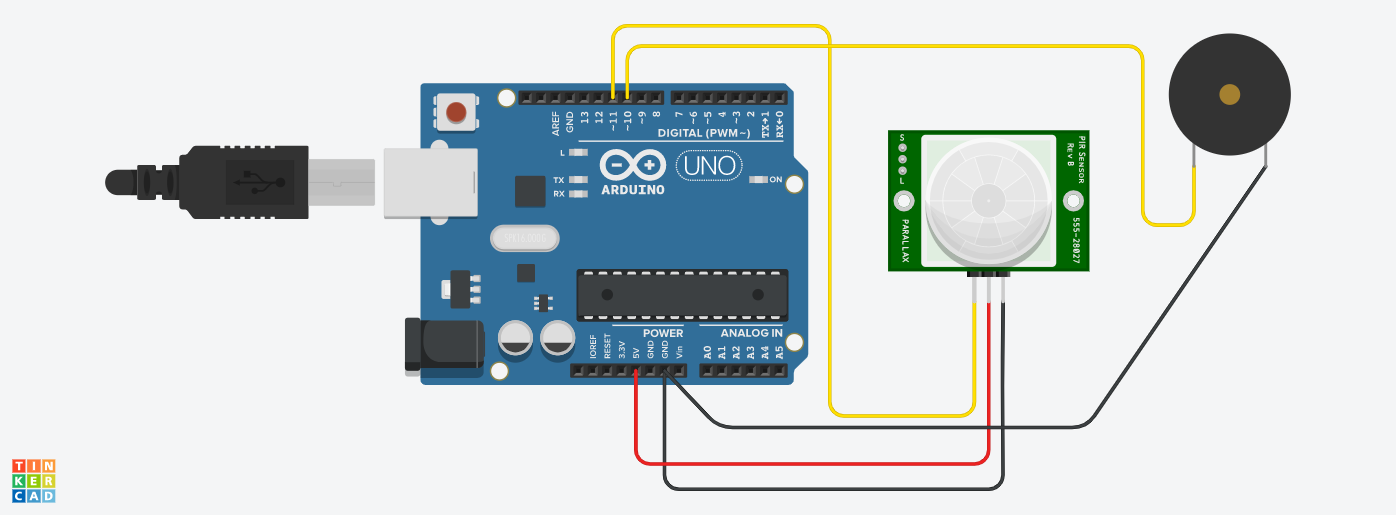 AREF
GND
13
12
~11
~10
~9
8
7
~6
~5
4
~3
2
TX→1
RX←0
DIGITAL (PWM~)
L
TX
RX
ARDUINO
UNO
ON
POWER
ANALOG IN
IOREF
RESET
3.3V
5V
GND
GND
Vin
A0
A1
A2
A3
A4
A5
S
L
PARALLAX
PIR SENSOR
REV B
555-28027
TIN
KER
CAD